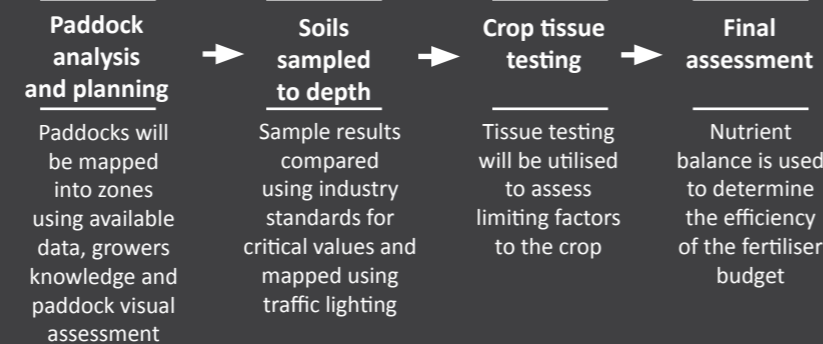 Paddock
analysis
and planning
Paddocks will
be mapped
into zones
using available
data, growers
knowledge and
paddock visual
assessment
Soils
sampled
to depth
Sample results
compared
using industry
standards for
critical values and
mapped using
traffic lighting
Crop tissue
testing
Tissue testing
will be utilised
to assess
limiting factors
to the crop
Final
assessment
Nutrient
balance is used
to determine
the efficiency
of the fertiliser
budget